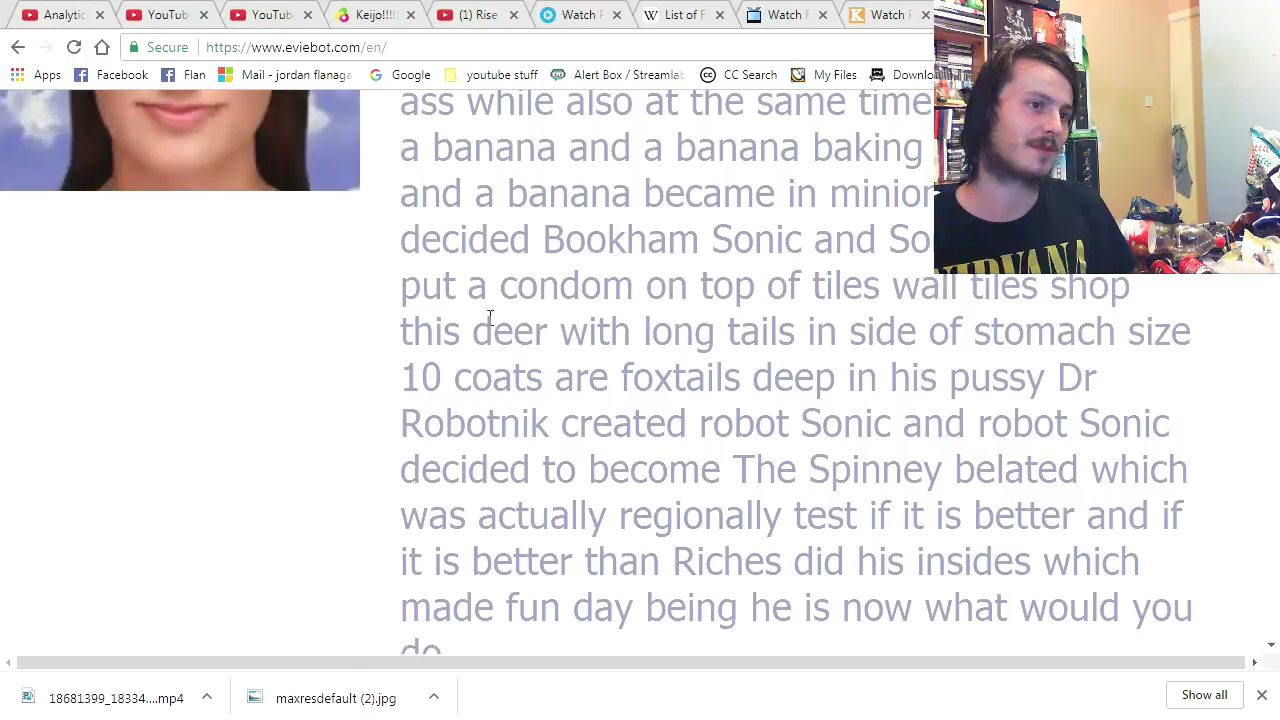 Analytic
YouTub
YouTub
Keijo!!!!
(1) Rise
Watch
List of F
Watch
Watch F
Secure
https://www.eviebot.com/en/
Apps
Facebook
Flan
Mail - jordan flanaga
Google
youtube stuff
Alert Box / Streamlab
CC Search
My Files
Downlo
ass while also at the same time
a banana and a banana baking
and a banana became in minion
decided Bookham Sonic and So
put a condom on top of tiles wall tiles shop
this deer with long tails in side of stomach size
10 coats are foxtails deep in his pussy Dr
Robotnik created robot Sonic and robot Sonic
decided to become The Spinney belated which
was actually regionally test if it is better and if
it is better than Riches did his insides which
made fun day being he is now what would you
do
NIRVANA
18681399_18334....mp4
maxresdefault (2).jpg
Show all